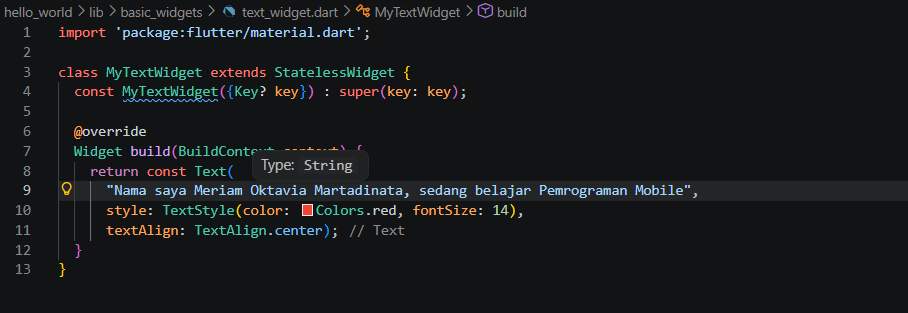 hello_world > lib > basic_widgets > text_widget.dart > MyTextWidget > build
1 import 'package:flutter/material.dart';
2
3 class MyTextWidget extends StatelessWidget {
4 const MyTextWidget({Key? key}) : super(key: key);
5
6 @override
7 Widget build(BuildContext context) {
Type: String
8 return const Text(
9 "Nama saya Meriam Oktavia Martadinata, sedang belajar Pemrograman Mobile",
10 style: TextStyle(color: Colors.red, fontSize: 14),
11 textAlign: TextAlign.center); // Text
12 }
13 }